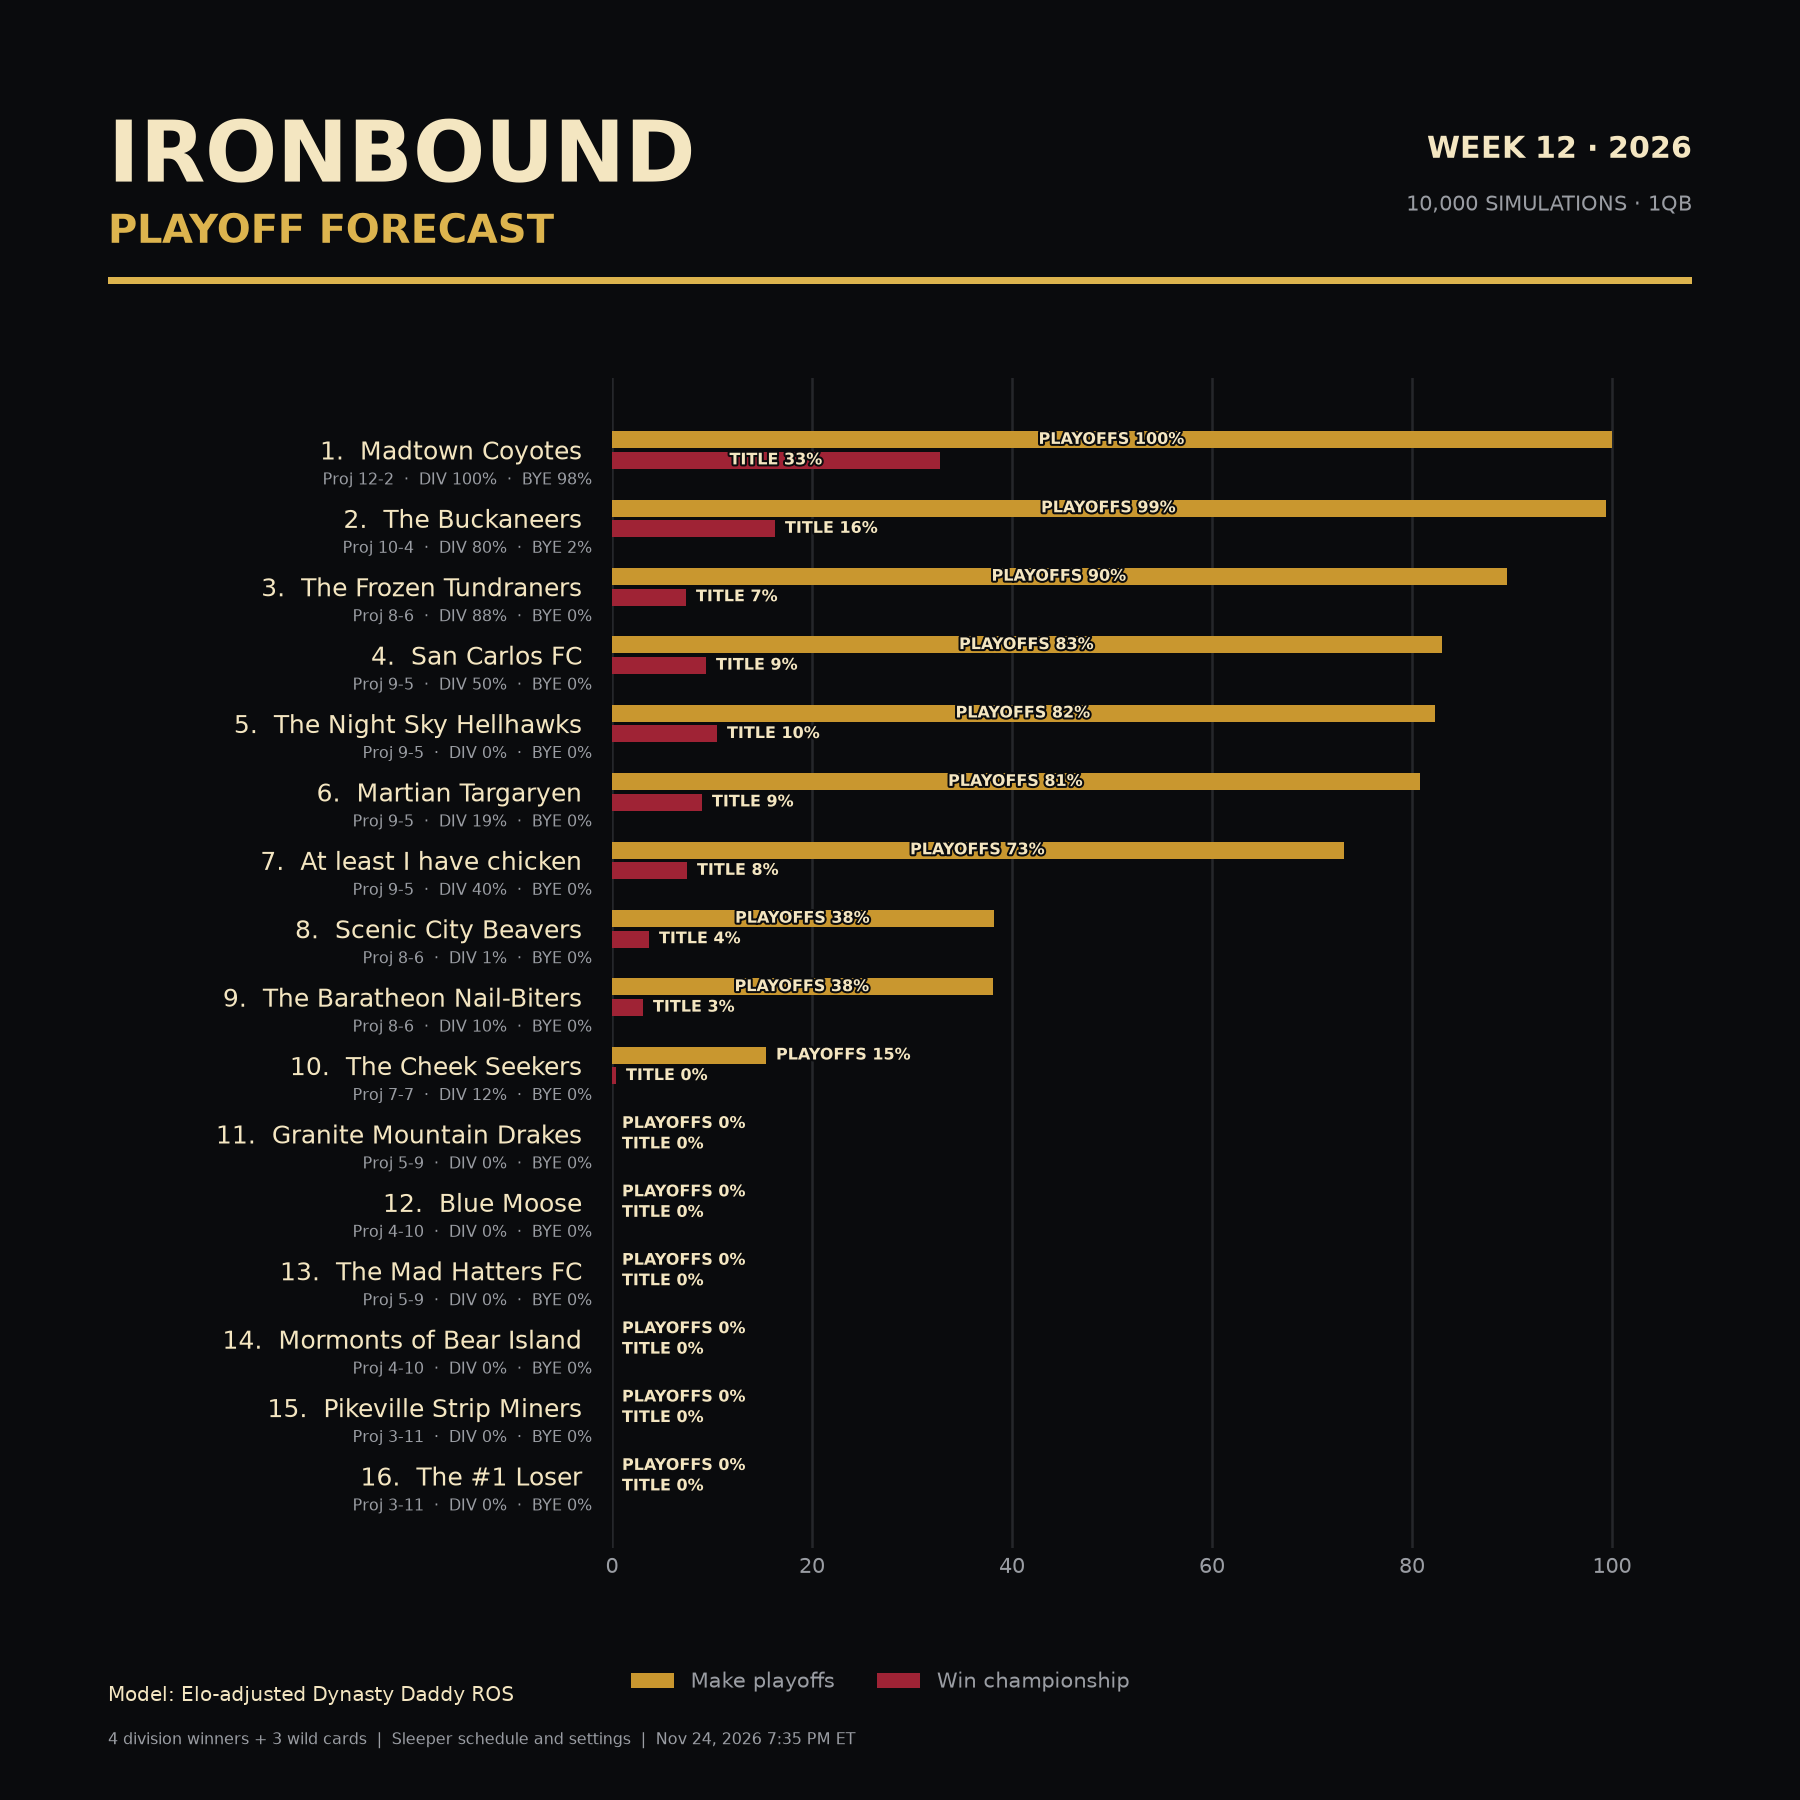 IRONBOUND
PLAYOFF FORECAST
WEEK 12 · 2026
10,000 SIMULATIONS · 1QB
1. Madtown Coyotes
Proj 12-2 · DIV 100% · BYE 98%
PLAYOFFS 100%
TITLE 33%
2. The Buckaneers
Proj 10-4 · DIV 80% · BYE 2%
PLAYOFFS 99%
TITLE 16%
3. The Frozen Tundraners
Proj 8-6 · DIV 88% · BYE 0%
PLAYOFFS 90%
TITLE 7%
4. San Carlos FC
Proj 9-5 · DIV 50% · BYE 0%
PLAYOFFS 83%
TITLE 9%
5. The Night Sky Hellhawks
Proj 9-5 · DIV 0% · BYE 0%
PLAYOFFS 82%
TITLE 10%
6. Martian Targaryen
Proj 9-5 · DIV 19% · BYE 0%
PLAYOFFS 81%
TITLE 9%
7. At least I have chicken
Proj 9-5 · DIV 40% · BYE 0%
PLAYOFFS 73%
TITLE 8%
8. Scenic City Beavers
Proj 8-6 · DIV 1% · BYE 0%
PLAYOFFS 38%
TITLE 4%
9. The Baratheon Nail-Biters
Proj 8-6 · DIV 10% · BYE 0%
PLAYOFFS 38%
TITLE 3%
10. The Cheek Seekers
Proj 7-7 · DIV 12% · BYE 0%
PLAYOFFS 15%
TITLE 0%
11. Granite Mountain Drakes
Proj 5-9 · DIV 0% · BYE 0%
PLAYOFFS 0%
TITLE 0%
12. Blue Moose
Proj 4-10 · DIV 0% · BYE 0%
PLAYOFFS 0%
TITLE 0%
13. The Mad Hatters FC
Proj 5-9 · DIV 0% · BYE 0%
PLAYOFFS 0%
TITLE 0%
14. Mormonts of Bear Island
Proj 4-10 · DIV 0% · BYE 0%
PLAYOFFS 0%
TITLE 0%
15. Pikeville Strip Miners
Proj 3-11 · DIV 0% · BYE 0%
PLAYOFFS 0%
TITLE 0%
16. The #1 Loser
Proj 3-11 · DIV 0% · BYE 0%
PLAYOFFS 0%
TITLE 0%
0 20 40 60 80 100
Make playoffs Win championship
Model: Elo-adjusted Dynasty Daddy ROS
4 division winners + 3 wild cards | Sleeper schedule and settings | Nov 24, 2026 7:35 PM ET